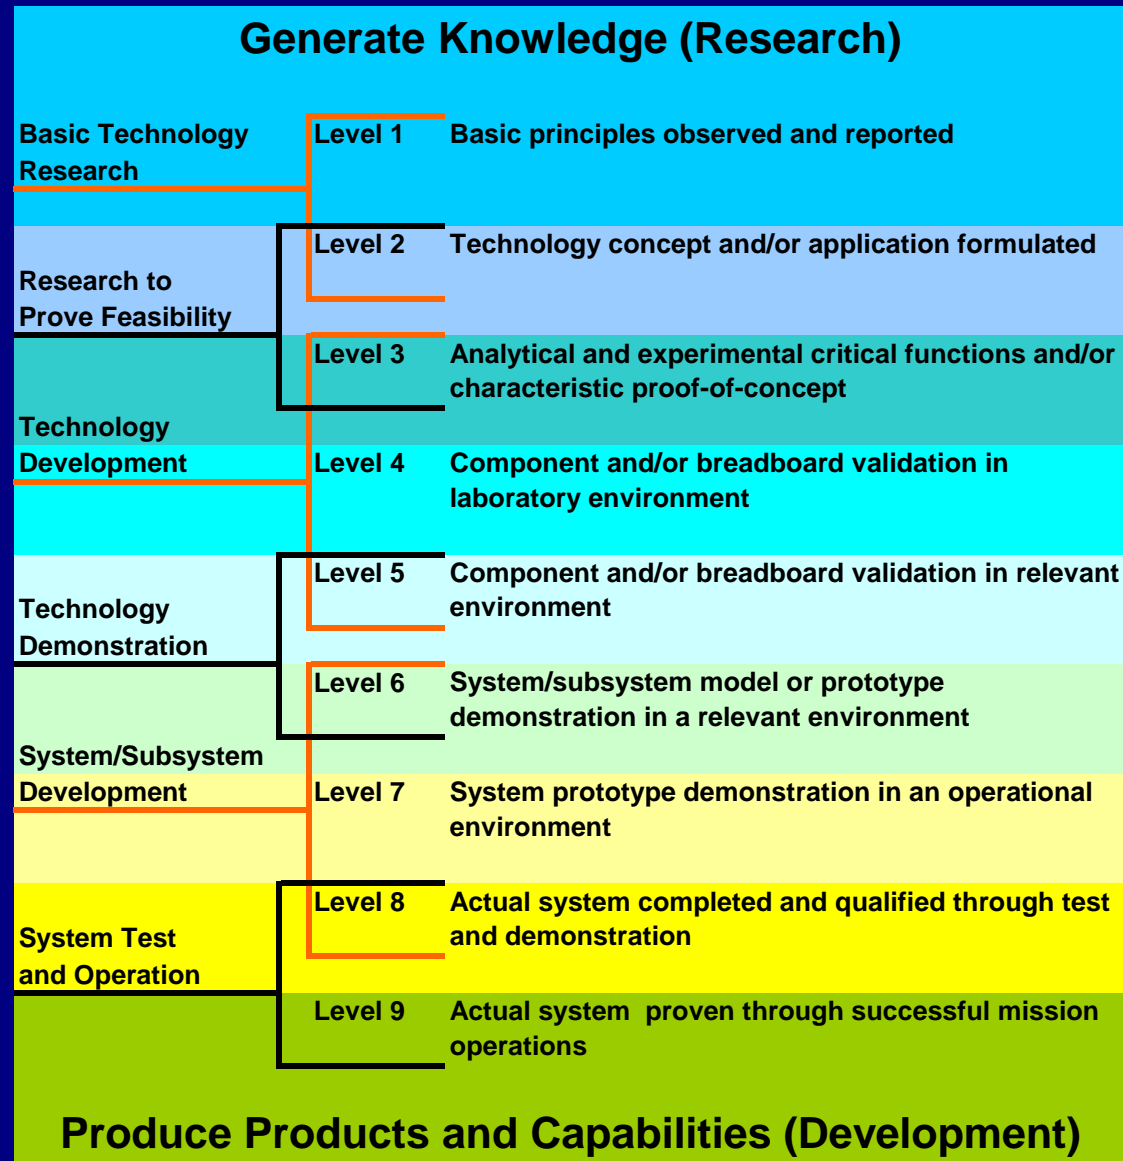 Generate Knowledge (Research)
Basic Technology
Research
Level 1
Basic principles observed and reported
Level 2
Technology concept and/or application formulated
Research to
Prove Feasibility
Level 3
Analytical and experimental critical functions and/or
characteristic proof-of-concept
Technology
Development
Level 4
Component and/or breadboard validation in
laboratory environment
Level 5
Component and/or breadboard validation in relevant
environment
Technology
Demonstration
Level 6
System/subsystem model or prototype
demonstration in a relevant environment
System/Subsystem
Development
Level 7
System prototype demonstration in an operational
environment
Level 8
Actual system completed and qualified through test
and demonstration
System Test
and Operation
Level 9
Actual system  proven through successful mission
operations
Produce Products and Capabilities (Development)